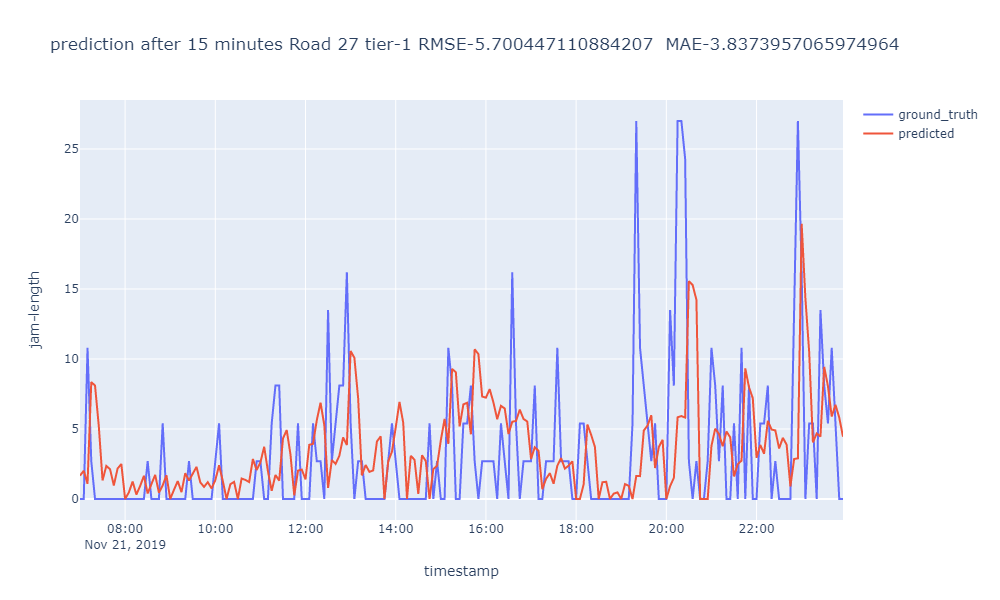 prediction after 15 minutes Road 27 tier-1 RMSE-5.700447110884207  MAE-3.8373957065974964
ground_truth
predicted
25
20
15
10
5
0
jam-length
08:00 10:00 12:00 14:00 16:00 18:00 20:00 22:00
Nov 21, 2019
timestamp